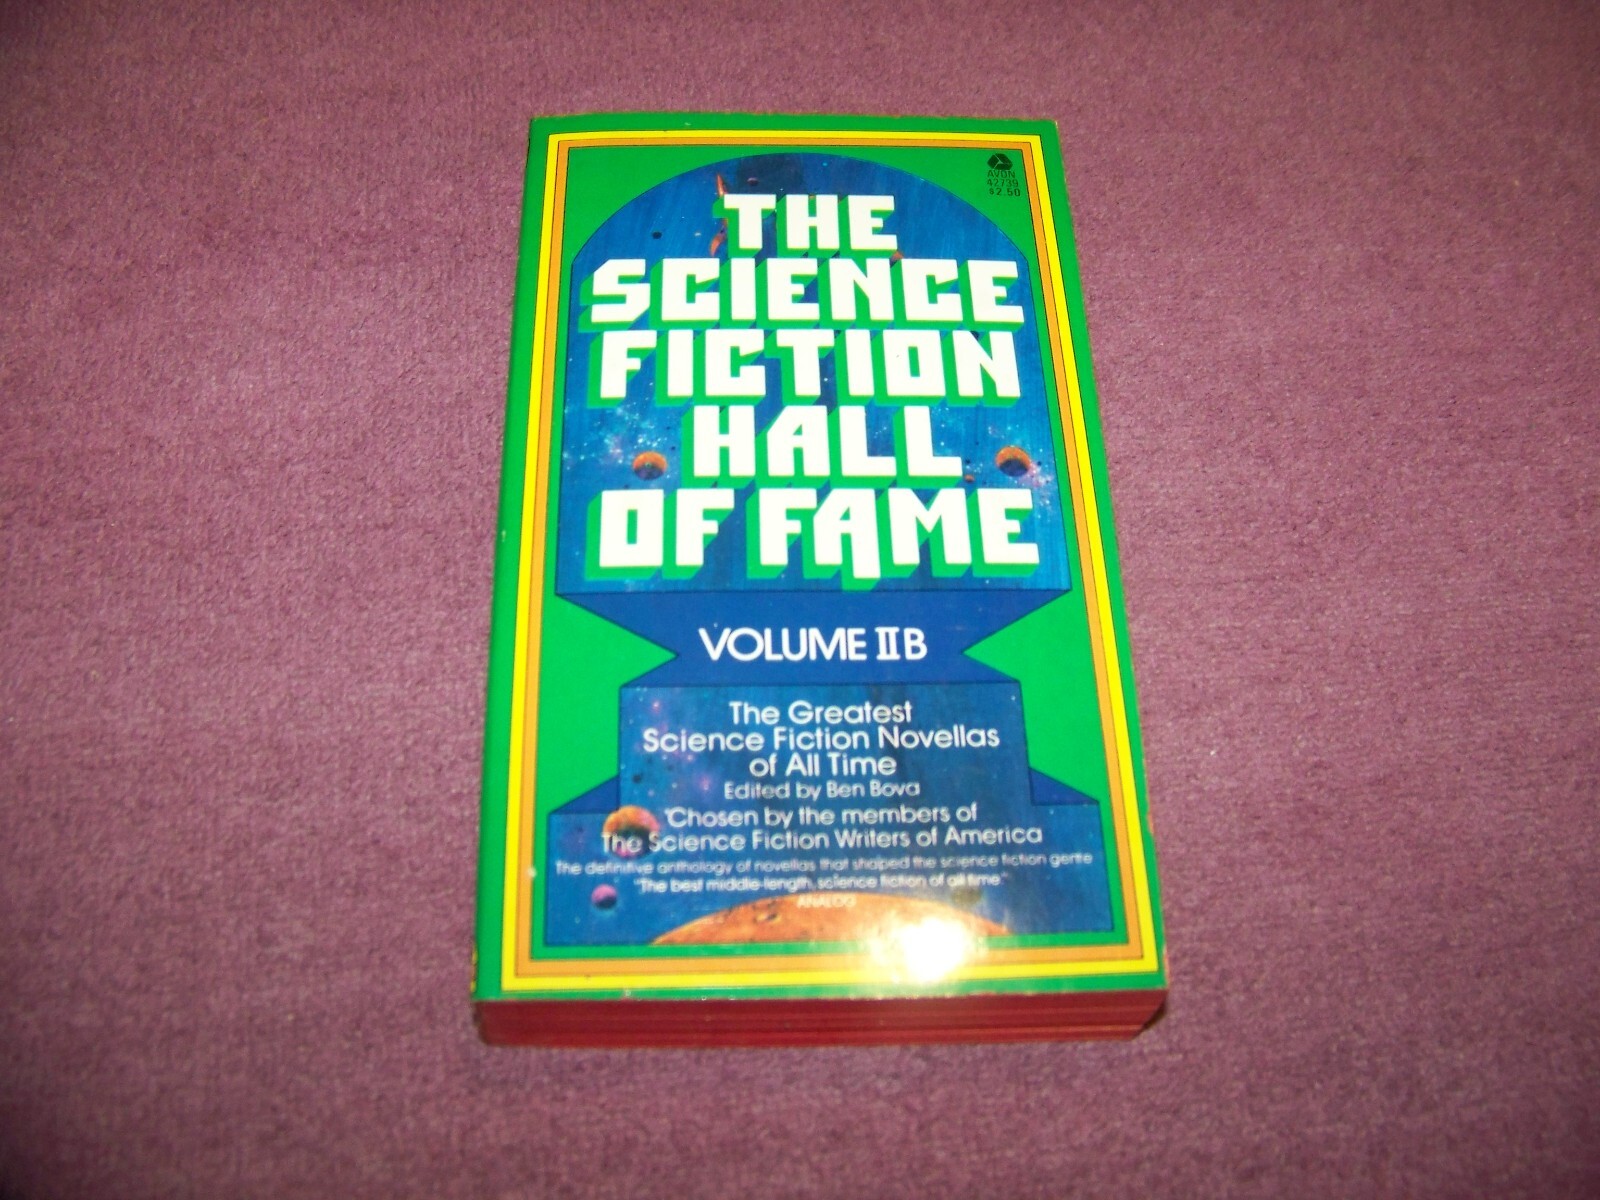 AVON
42739
$2.50
THE
SCIENCE
FICTION
HALL
OF FAME
VOLUME IIB
The Greatest
Science Fiction Novellas
of All Time
Edited by Ben Bova
"Chosen by the members of
The Science Fiction Writers of America
The definitive anthology of novellas that shaped the science fiction genre
"The best middle-length science fiction of all time."
ANALOG